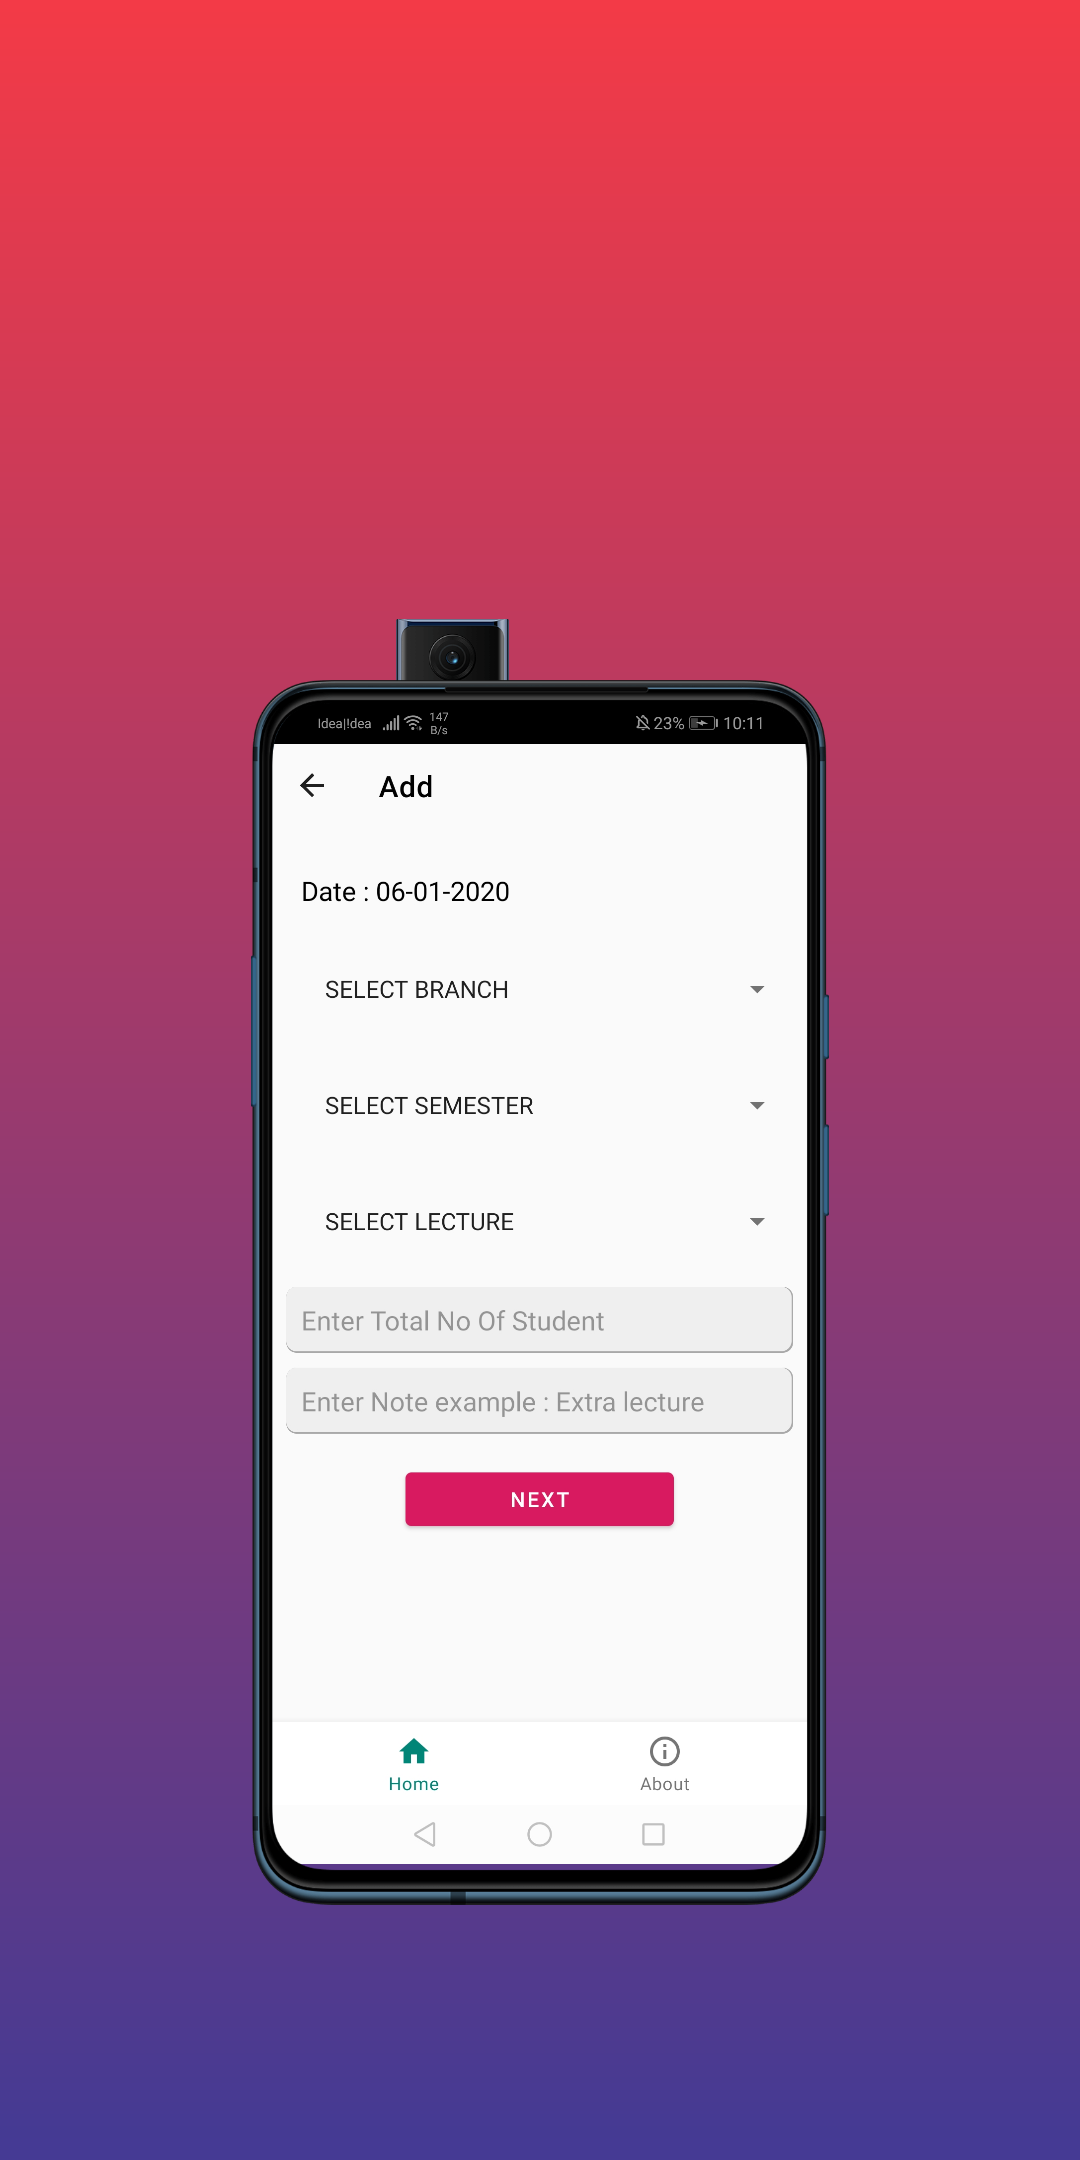 Idea|!dea 147 B/s 23% 10:11
Add
Date : 06-01-2020
SELECT BRANCH
SELECT SEMESTER
SELECT LECTURE
Enter Total No Of Student
Enter Note example : Extra lecture
NEXT
Home About